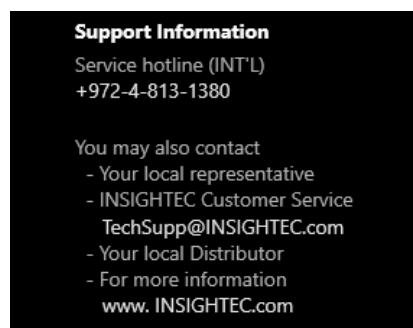 Support Information
Service hotline (INT'L)
+972-4-813-1380
You may also contact
- Your local representative
- INSIGHTEC Customer Service
TechSupp@INSIGHTEC.com
- Your local Distributor
- For more information
www. INSIGHTEC.com